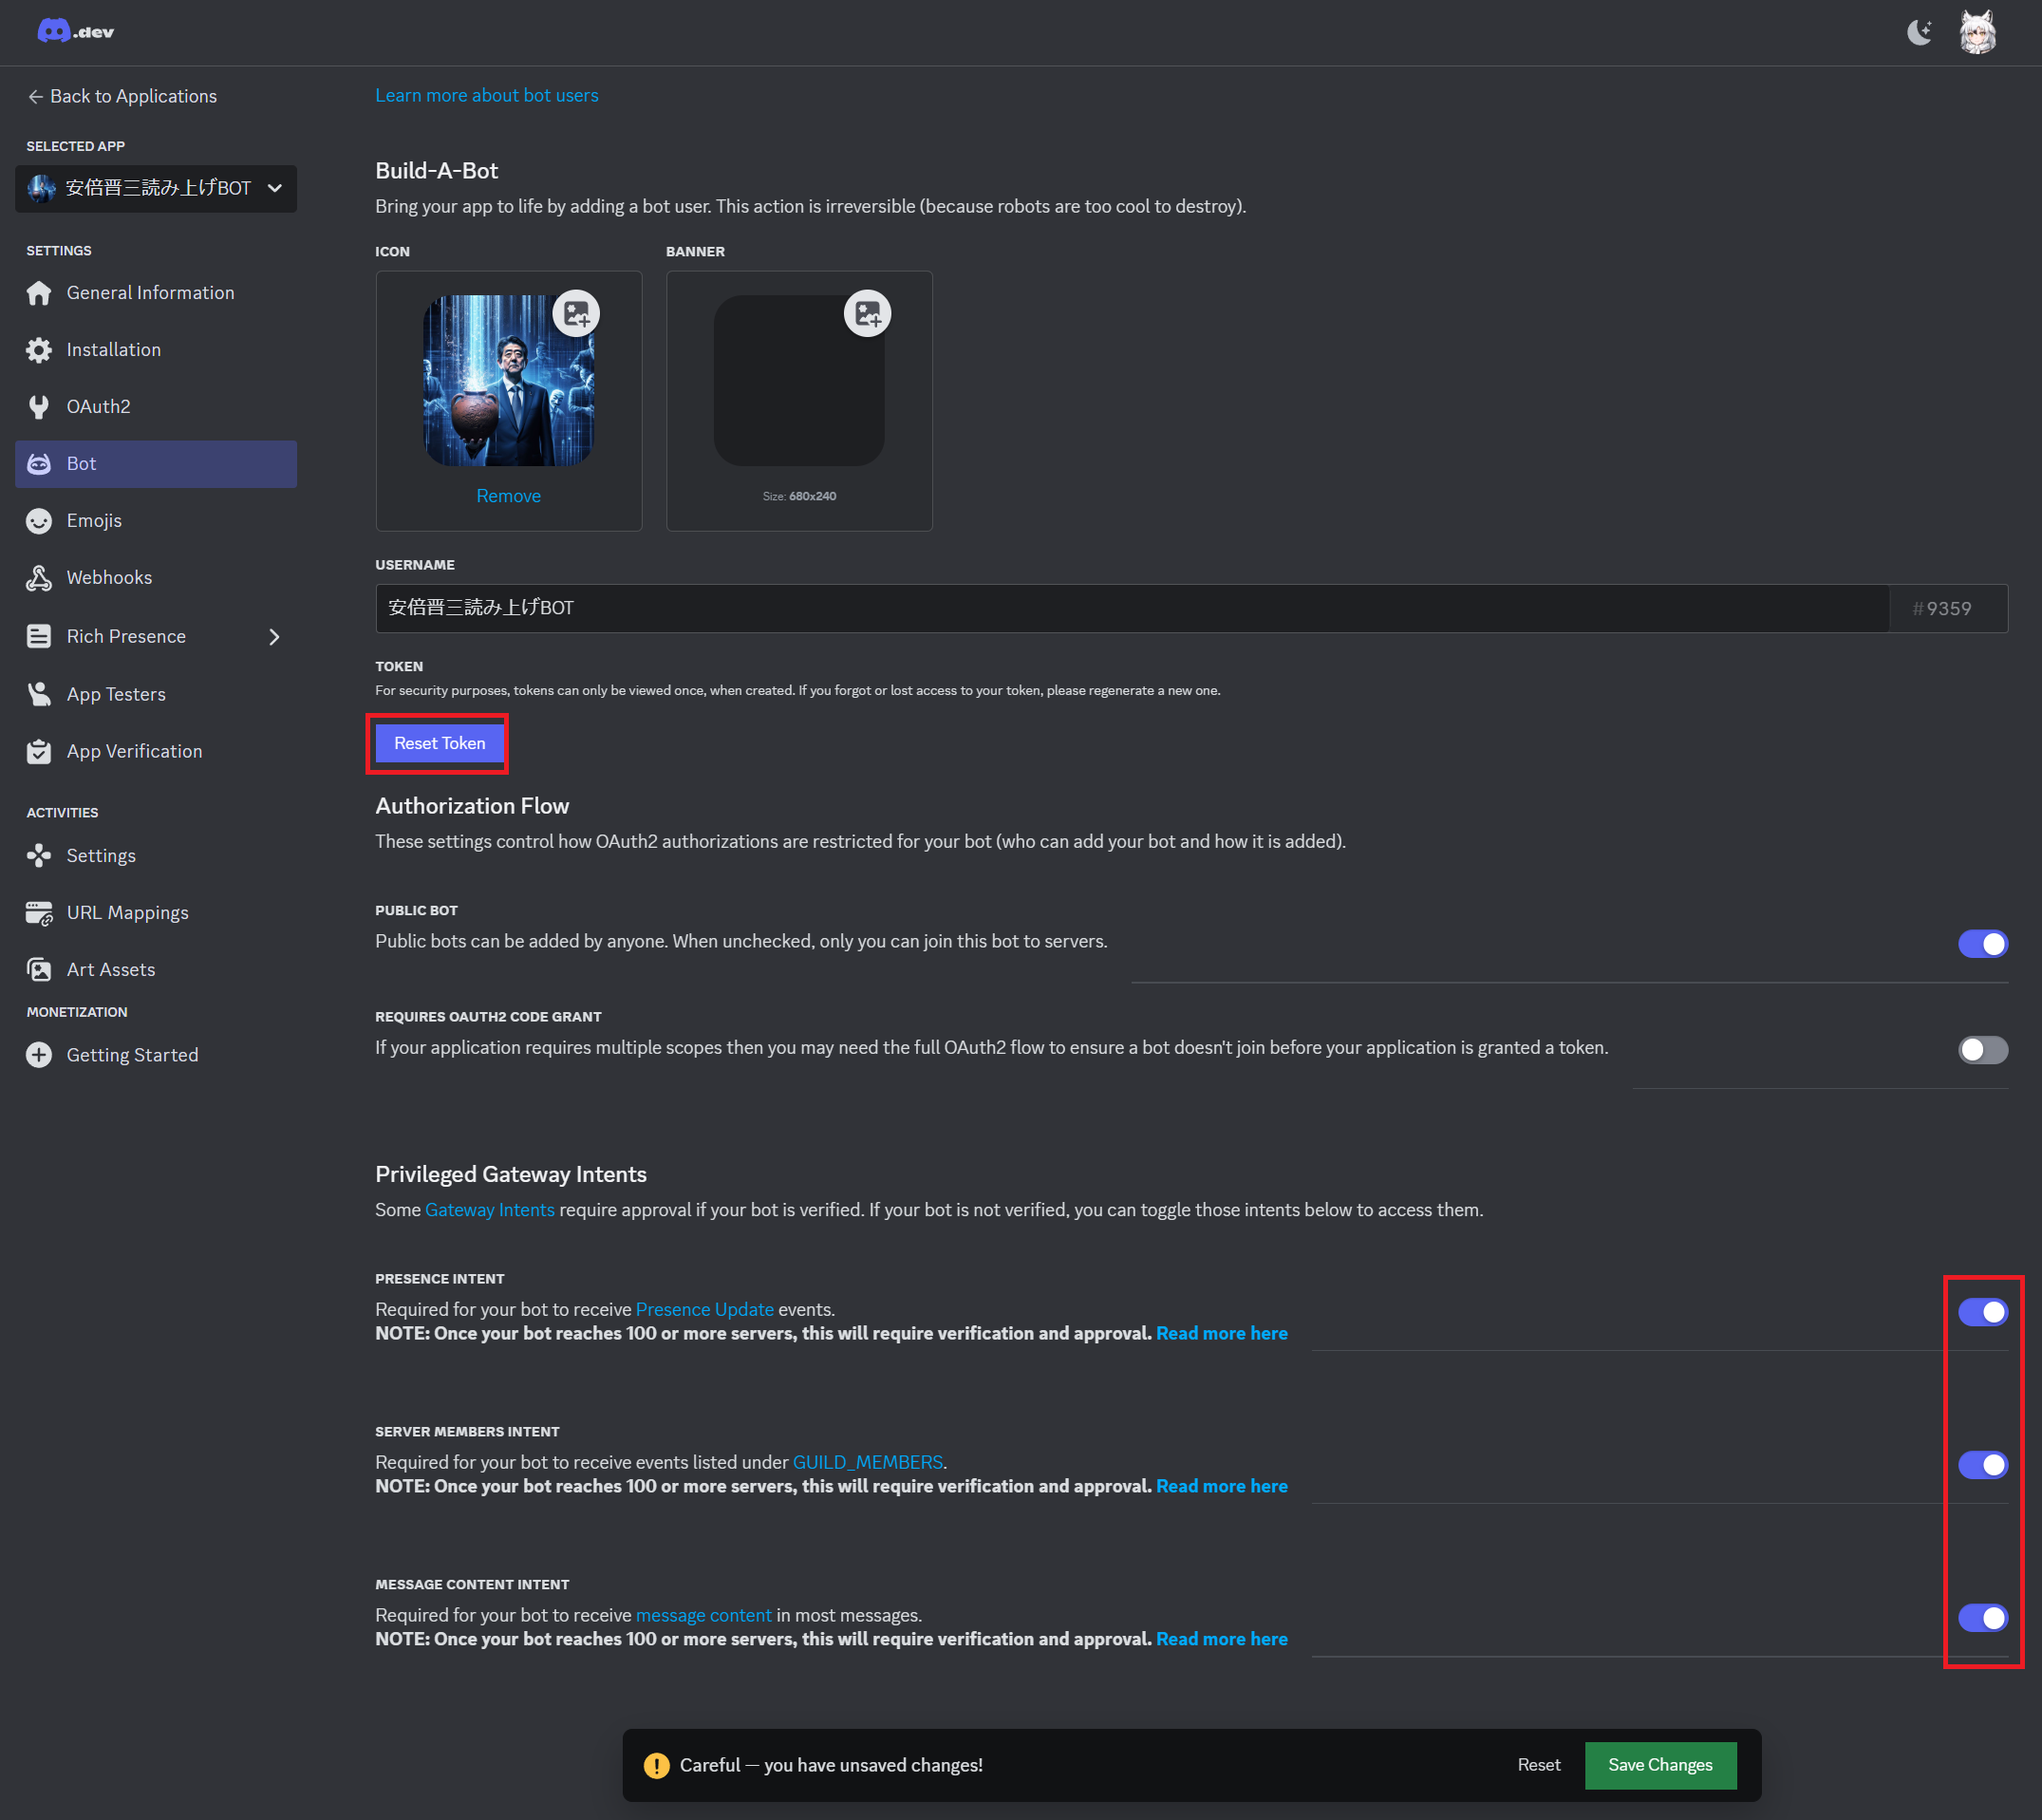 .dev
Back to Applications
SELECTED APP
安倍晋三読み上げBOT
SETTINGS
General Information
Installation
OAuth2
Bot
Emojis
Webhooks
Rich Presence
App Testers
App Verification
ACTIVITIES
Settings
URL Mappings
Art Assets
MONETIZATION
Getting Started
Learn more about bot users
Build-A-Bot
Bring your app to life by adding a bot user. This action is irreversible (because robots are too cool to destroy).
ICON
BANNER
Remove
Size: 680x240
USERNAME
安倍晋三読み上げBOT
#9359
TOKEN
For security purposes, tokens can only be viewed once, when created. If you forgot or lost access to your token, please regenerate a new one.
Reset Token
Authorization Flow
These settings control how OAuth2 authorizations are restricted for your bot (who can add your bot and how it is added).
PUBLIC BOT
Public bots can be added by anyone. When unchecked, only you can join this bot to servers.
REQUIRES OAUTH2 CODE GRANT
If your application requires multiple scopes then you may need the full OAuth2 flow to ensure a bot doesn't join before your application is granted a token.
Privileged Gateway Intents
Some Gateway Intents require approval if your bot is verified. If your bot is not verified, you can toggle those intents below to access them.
PRESENCE INTENT
Required for your bot to receive Presence Update events.
NOTE: Once your bot reaches 100 or more servers, this will require verification and approval. Read more here
SERVER MEMBERS INTENT
Required for your bot to receive events listed under GUILD_MEMBERS.
NOTE: Once your bot reaches 100 or more servers, this will require verification and approval. Read more here
MESSAGE CONTENT INTENT
Required for your bot to receive message content in most messages.
NOTE: Once your bot reaches 100 or more servers, this will require verification and approval. Read more here
Careful — you have unsaved changes!
Reset
Save Changes